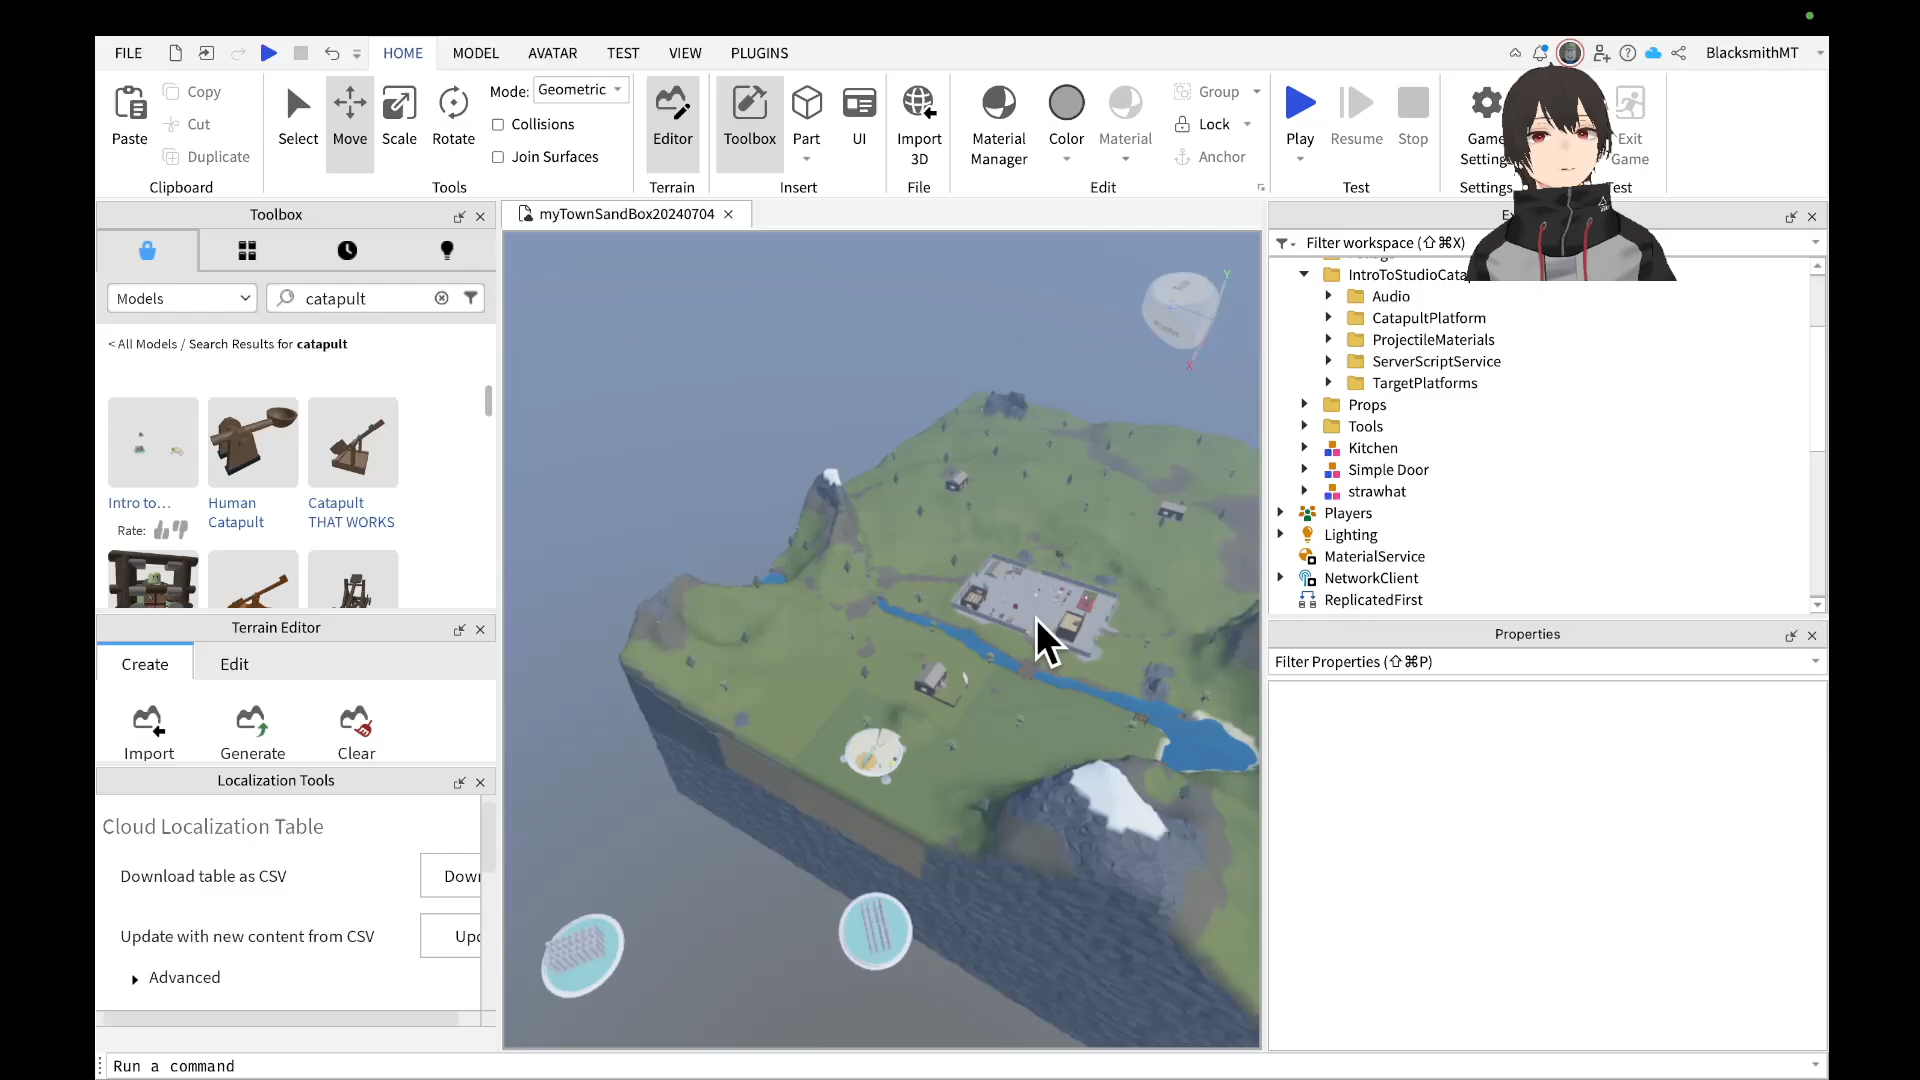 FILE
HOME
MODEL
AVATAR
TEST
VIEW
PLUGINS
BlacksmithMT
Paste
Copy
Cut
Duplicate
Clipboard
Select
Move
Scale
Rotate
Mode:
Geometric
Collisions
Join Surfaces
Tools
Editor
Terrain
Toolbox
Part
UI
Insert
Import
3D
File
Material
Manager
Color
Material
Group
Lock
Anchor
Edit
Play
Resume
Stop
Test
Game
Settings
Exit
Game
Toolbox
Models
catapult
< All Models / Search Results for catapult
Intro to...
Human
Catapult
Catapult
THAT WORKS
Rate:
Terrain Editor
Create
Edit
Import
Generate
Clear
Localization Tools
Cloud Localization Table
Download table as CSV
Down
Update with new content from CSV
Upd
Advanced
Run a command
myTownSandBox20240704
Y
X
Filter workspace (⇧⌘X)
IntroToStudioCata
Audio
CatapultPlatform
ProjectileMaterials
ServerScriptService
TargetPlatforms
Props
Tools
Kitchen
Simple Door
strawhat
Players
Lighting
MaterialService
NetworkClient
ReplicatedFirst
Properties
Filter Properties (⇧⌘P)